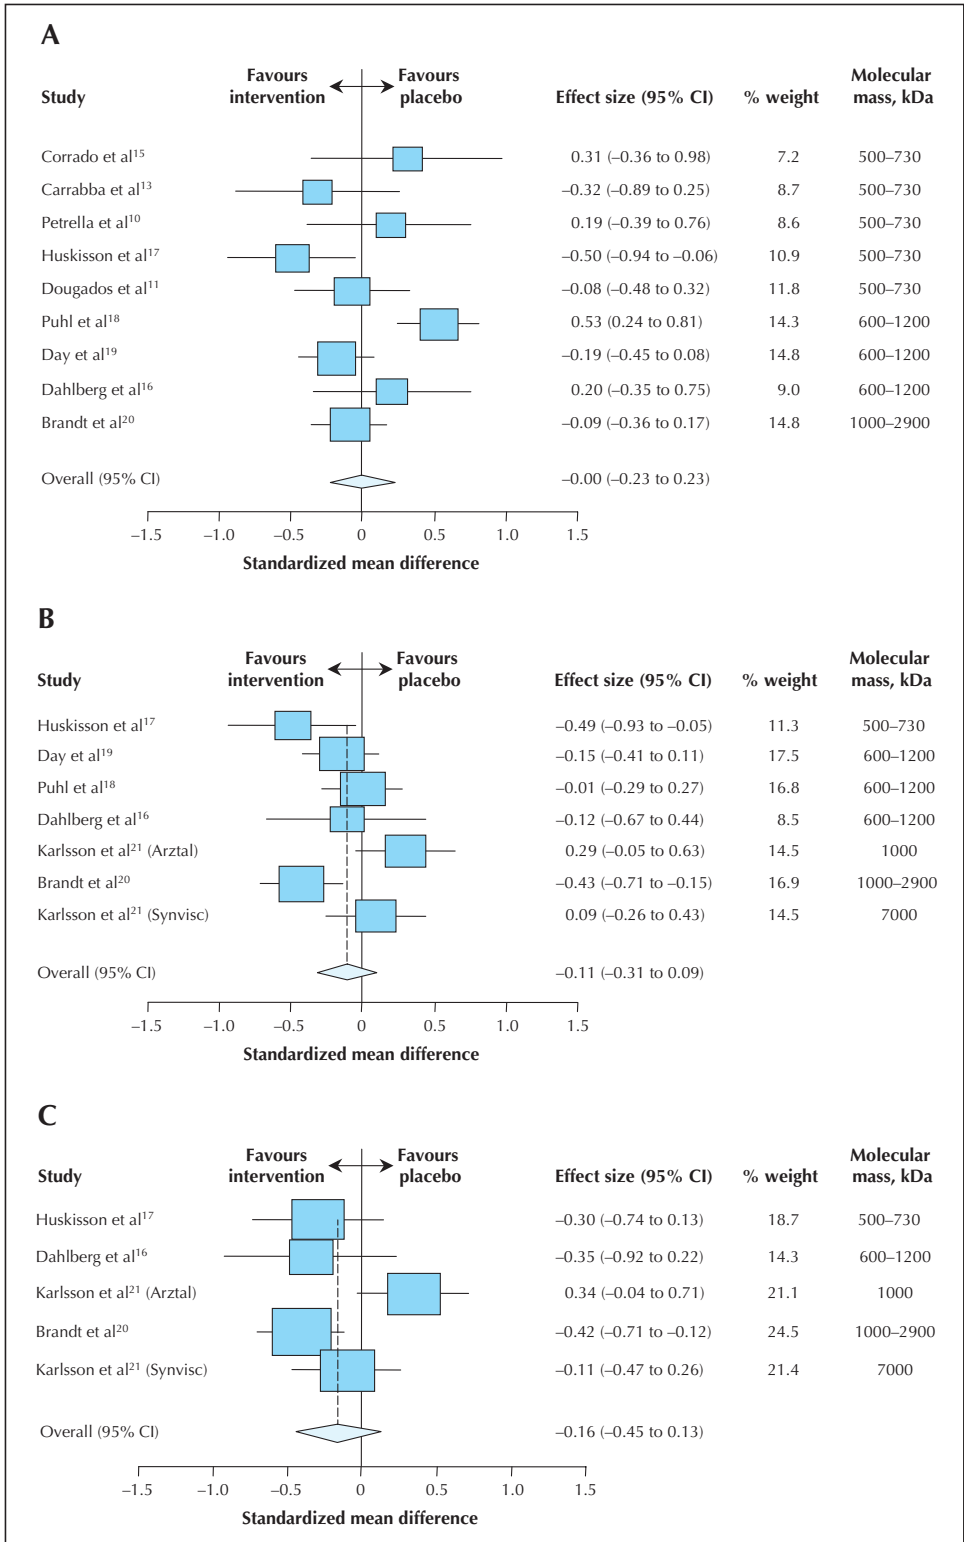 A
Favours intervention
Favours placebo
Study
Effect size (95% CI)
% weight
Molecular mass, kDa
Corrado et al15 0.31 (–0.36 to 0.98) 7.2 500–730
Carrabba et al13 –0.32 (–0.89 to 0.25) 8.7 500–730
Petrella et al10 0.19 (–0.39 to 0.76) 8.6 500–730
Huskisson et al17 –0.50 (–0.94 to –0.06) 10.9 500–730
Dougados et al11 –0.08 (–0.48 to 0.32) 11.8 500–730
Puhl et al18 0.53 (0.24 to 0.81) 14.3 600–1200
Day et al19 –0.19 (–0.45 to 0.08) 14.8 600–1200
Dahlberg et al16 0.20 (–0.35 to 0.75) 9.0 600–1200
Brandt et al20 –0.09 (–0.36 to 0.17) 14.8 1000–2900
Overall (95% CI) –0.00 (–0.23 to 0.23)
–1.5 –1.0 –0.5 0 0.5 1.0 1.5
Standardized mean difference
B
Favours intervention
Favours placebo
Study
Effect size (95% CI)
% weight
Molecular mass, kDa
Huskisson et al17 –0.49 (–0.93 to –0.05) 11.3 500–730
Day et al19 –0.15 (–0.41 to 0.11) 17.5 600–1200
Puhl et al18 –0.01 (–0.29 to 0.27) 16.8 600–1200
Dahlberg et al16 –0.12 (–0.67 to 0.44) 8.5 600–1200
Karlsson et al21 (Arztal) 0.29 (–0.05 to 0.63) 14.5 1000
Brandt et al20 –0.43 (–0.71 to –0.15) 16.9 1000–2900
Karlsson et al21 (Synvisc) 0.09 (–0.26 to 0.43) 14.5 7000
Overall (95% CI) –0.11 (–0.31 to 0.09)
–1.5 –1.0 –0.5 0 0.5 1.0 1.5
Standardized mean difference
C
Favours intervention
Favours placebo
Study
Effect size (95% CI)
% weight
Molecular mass, kDa
Huskisson et al17 –0.30 (–0.74 to 0.13) 18.7 500–730
Dahlberg et al16 –0.35 (–0.92 to 0.22) 14.3 600–1200
Karlsson et al21 (Arztal) 0.34 (–0.04 to 0.71) 21.1 1000
Brandt et al20 –0.42 (–0.71 to –0.12) 24.5 1000–2900
Karlsson et al21 (Synvisc) –0.11 (–0.47 to 0.26) 21.4 7000
Overall (95% CI) –0.16 (–0.45 to 0.13)
–1.5 –1.0 –0.5 0 0.5 1.0 1.5
Standardized mean difference